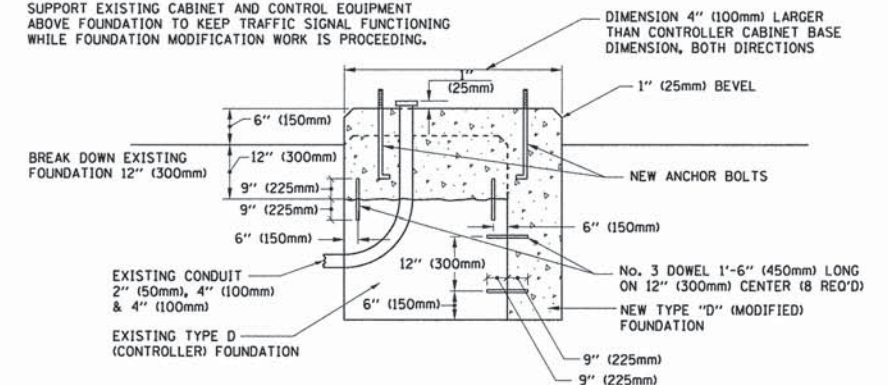 SUPPORT EXISTING CABINET AND CONTROL EQUIPMENT
ABOVE FOUNDATION TO KEEP TRAFFIC SIGNAL FUNCTIONING
WHILE FOUNDATION MODIFICATION WORK IS PROCEEDING.
DIMENSION 4" (100mm) LARGER
THAN CONTROLLER CABINET BASE
DIMENSION, BOTH DIRECTIONS
1"
(25mm)
1" (25mm) BEVEL
6" (150mm)
BREAK DOWN EXISTING
FOUNDATION 12" (300mm)
12" (300mm)
9" (225mm)
9" (225mm)
6" (150mm)
NEW ANCHOR BOLTS
6" (150mm)
12" (300mm)
6" (150mm)
EXISTING CONDUIT
2" (50mm), 4" (100mm)
& 4" (100mm)
EXISTING TYPE D
(CONTROLLER) FOUNDATION
No. 3 DOWEL 1'-6" (450mm) LONG
ON 12" (300mm) CENTER (8 REQ'D)
NEW TYPE "D" (MODIFIED)
FOUNDATION
9" (225mm)
9" (225mm)